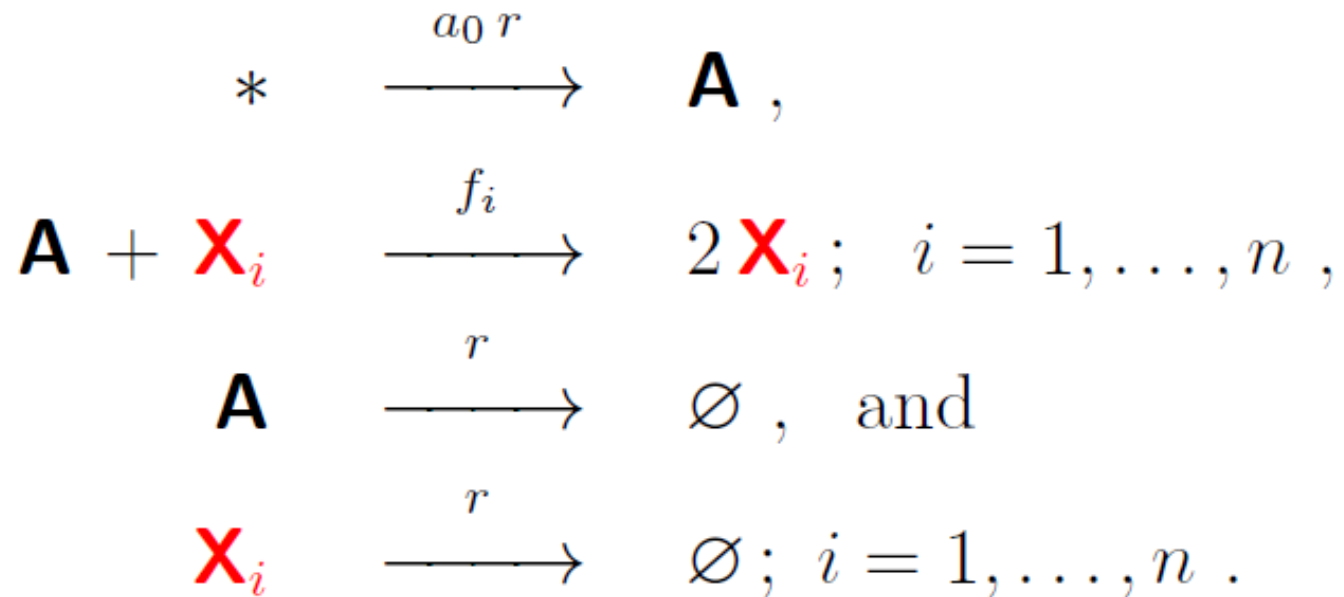 * a₀ r ⟶ A ,
A + Xᵢ fᵢ ⟶ 2 Xᵢ ; i = 1, . . . , n ,
A r ⟶ ∅ , and
Xᵢ r ⟶ ∅ ; i = 1, . . . , n .